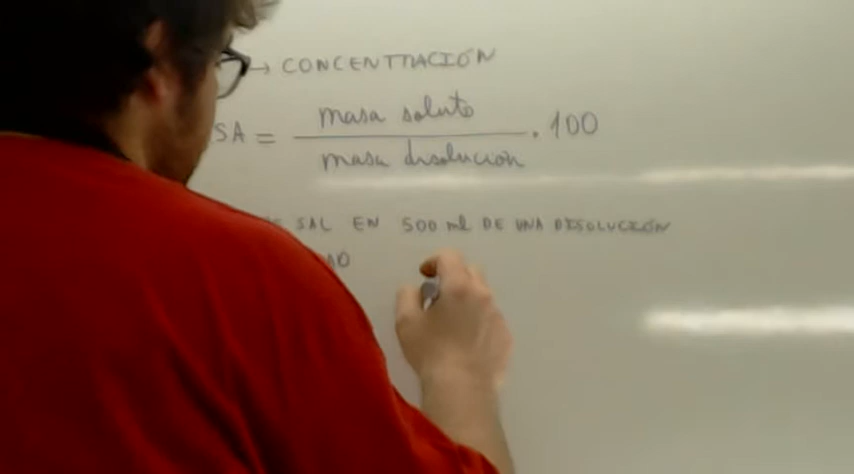 → CONCENTRACIÓN
SA = masa soluto
masa disolución . 100
SAL EN 500 ml DE UNA DISOLUCIÓN